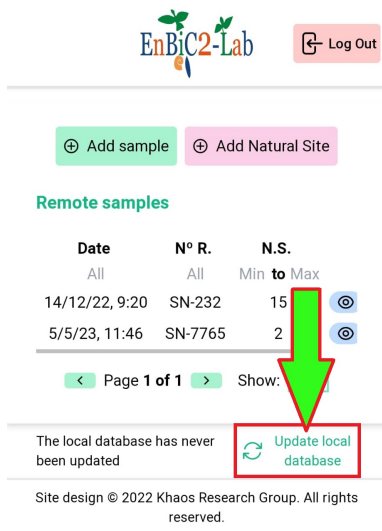 EnBiC2-Lab
Log Out
Add sample
Add Natural Site
Remote samples
Date Nº R. N.S.
All All Min to Max
14/12/22, 9:20 SN-232 15
5/5/23, 11:46 SN-7765 2
Page 1 of 1 Show:
The local database has never
been updated
Update local
database
Site design © 2022 Khaos Research Group. All rights
reserved.